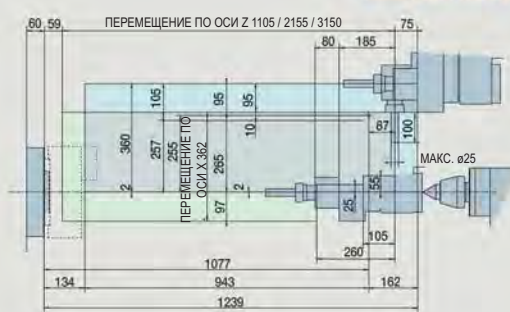 60 59 ПЕРЕМЕЩЕНИЕ ПО ОСИ Z 1105 / 2155 / 3150 75
80 185
105 95 95
10 67 100
360 257 255 ПЕРЕМЕЩЕНИЕ ПО
ОСИ X 362
265
МАКС. ø25
2 2 55
97 25
105
260
1077
134 943 162
1239